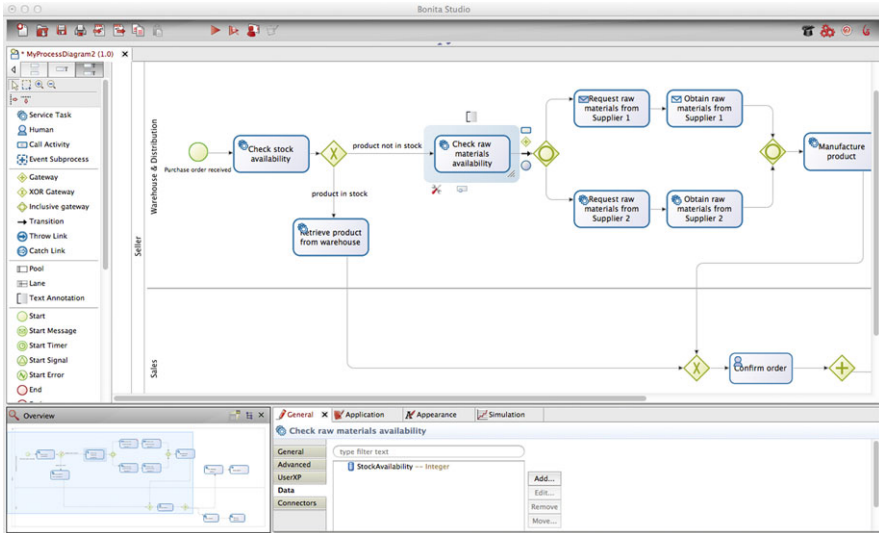 Bonita Studio
* MyProcessDiagram2 (1.0)
Service Task
Human
Call Activity
Event Subprocess
Gateway
XOR Gateway
Inclusive gateway
Transition
Throw Link
Catch Link
Pool
Lane
Text Annotation
Start
Start Message
Start Timer
Start Signal
Start Error
End
Seller
Warehouse & Distribution
Purchase order received
Check stock
availability
product not in stock
product in stock
Retrieve product
from warehouse
Check raw
materials
availability
Request raw
materials from
Supplier 1
Obtain raw
materials from
Supplier 1
Request raw
materials from
Supplier 2
Obtain raw
materials from
Supplier 2
Manufacture
product
Sales
Confirm order
Overview
General
Application
Appearance
Simulation
Check raw materials availability
General
Advanced
UserXP
Data
Connectors
type filter text
StockAvailability -- Integer
Add...
Edit...
Remove
Move...